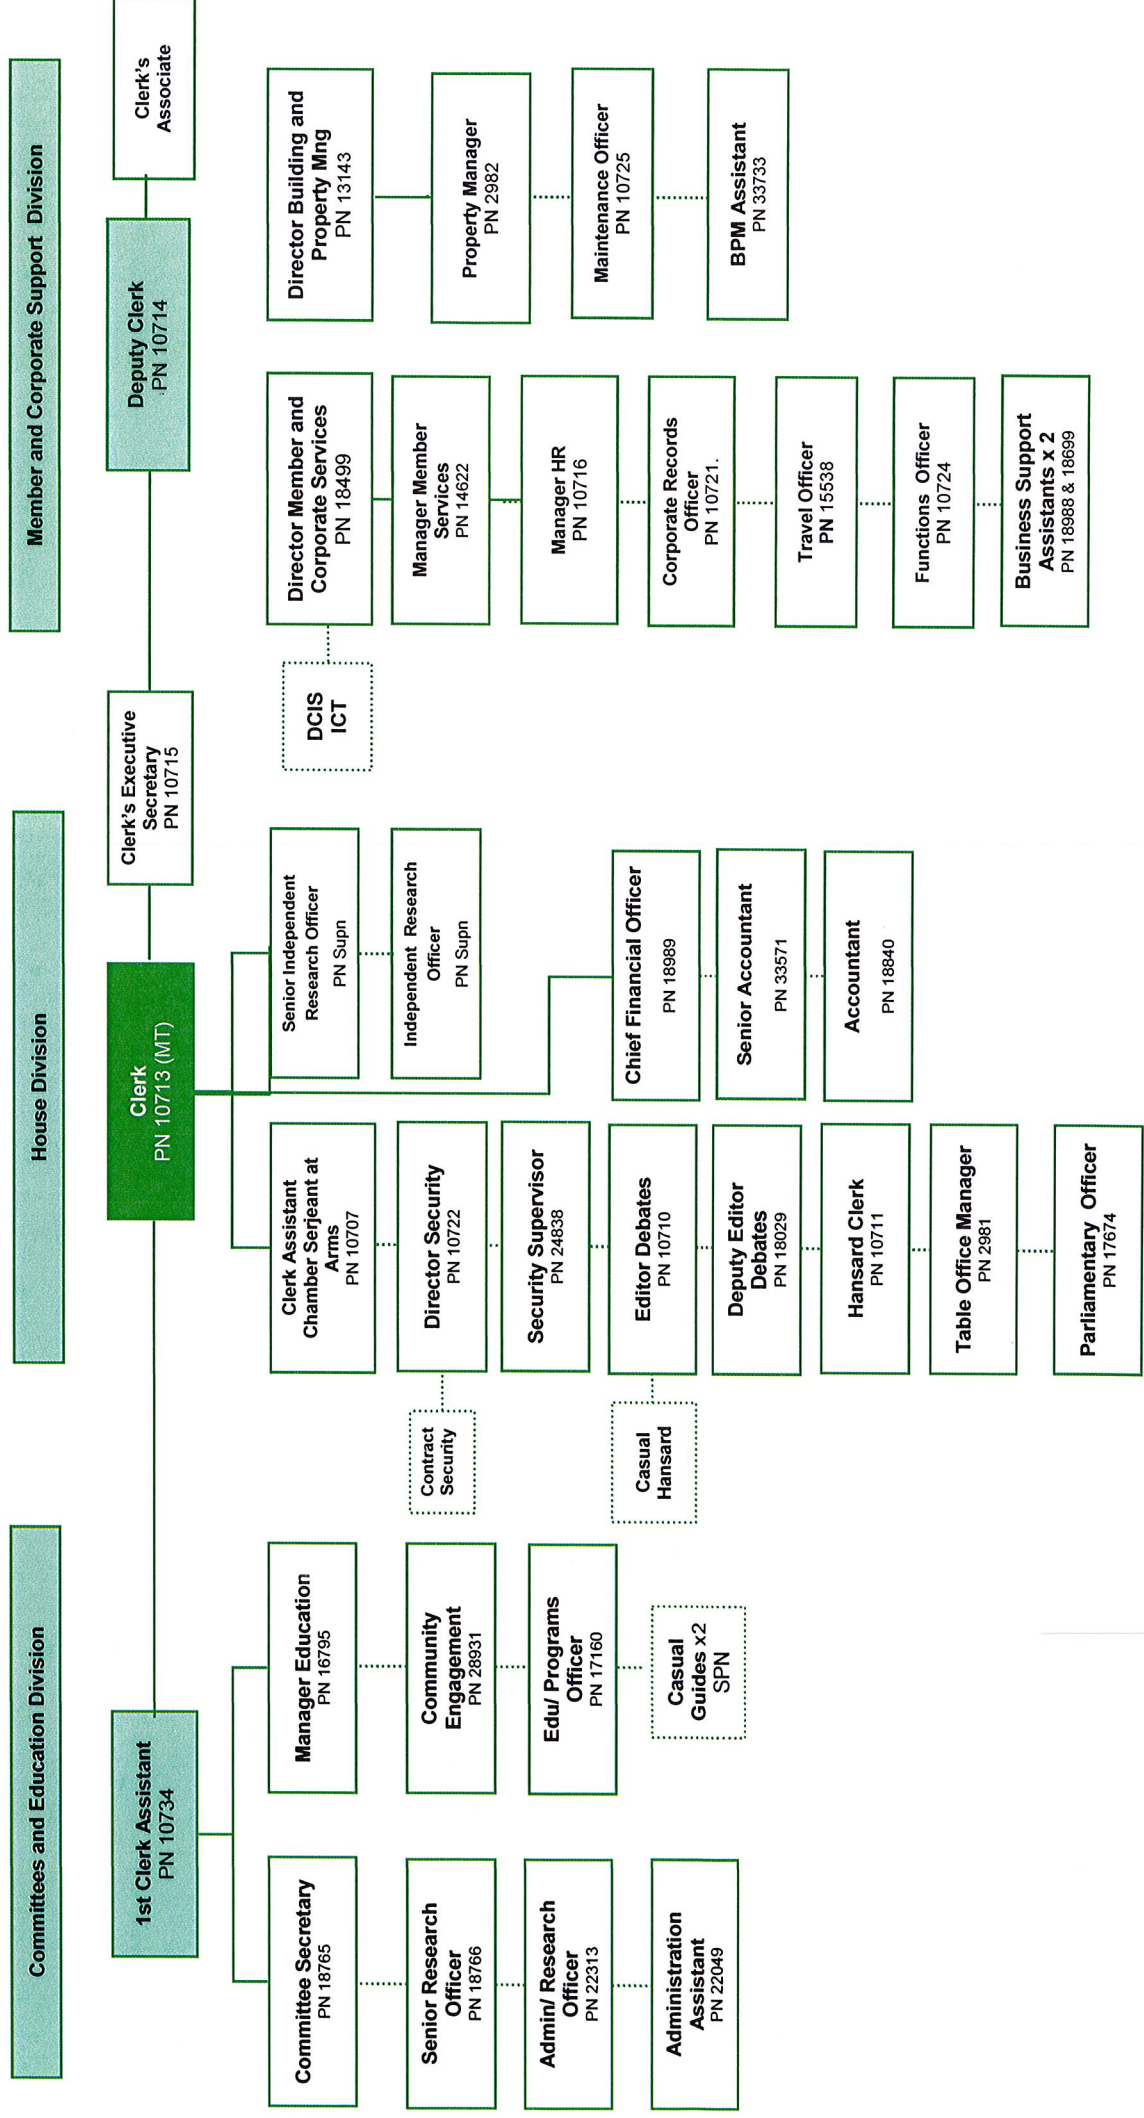 Committees and Education Division
House Division
Member and Corporate Support Division
1st Clerk Assistant
PN 10734
Clerk
PN 10713 (MT)
Clerk's Executive
Secretary
PN 10715
Deputy Clerk
PN 10714
Clerk's
Associate
Committee Secretary
PN 18765
Senior Research
Officer
PN 18766
Admin/ Research
Officer
PN 22313
Administration
Assistant
PN 22049
Manager Education
PN 16795
Community
Engagement
PN 28931
Edu/ Programs
Officer
PN 17160
Casual
Guides x2
SPN
Clerk Assistant
Chamber Serjeant at
Arms
PN 10707
Director Security
PN 10722
Contract
Security
Security Supervisor
PN 24838
Editor Debates
PN 10710
Casual
Hansard
Deputy Editor
Debates
PN 18029
Hansard Clerk
PN 10711
Table Office Manager
PN 2981
Parliamentary Officer
PN 17674
Senior Independent
Research Officer
PN Supn
Independent Research
Officer
PN Supn
Chief Financial Officer
PN 18989
Senior Accountant
PN 33571
Accountant
PN 18840
DCIS
ICT
Director Member and
Corporate Services
PN 18499
Manager Member
Services
PN 14622
Manager HR
PN 10716
Corporate Records
Officer
PN 10721.
Travel Officer
PN 15538
Functions Officer
PN 10724
Business Support
Assistants x 2
PN 18988 & 18699
Director Building and
Property Mng
PN 13143
Property Manager
PN 2982
Maintenance Officer
PN 10725
BPM Assistant
PN 33733